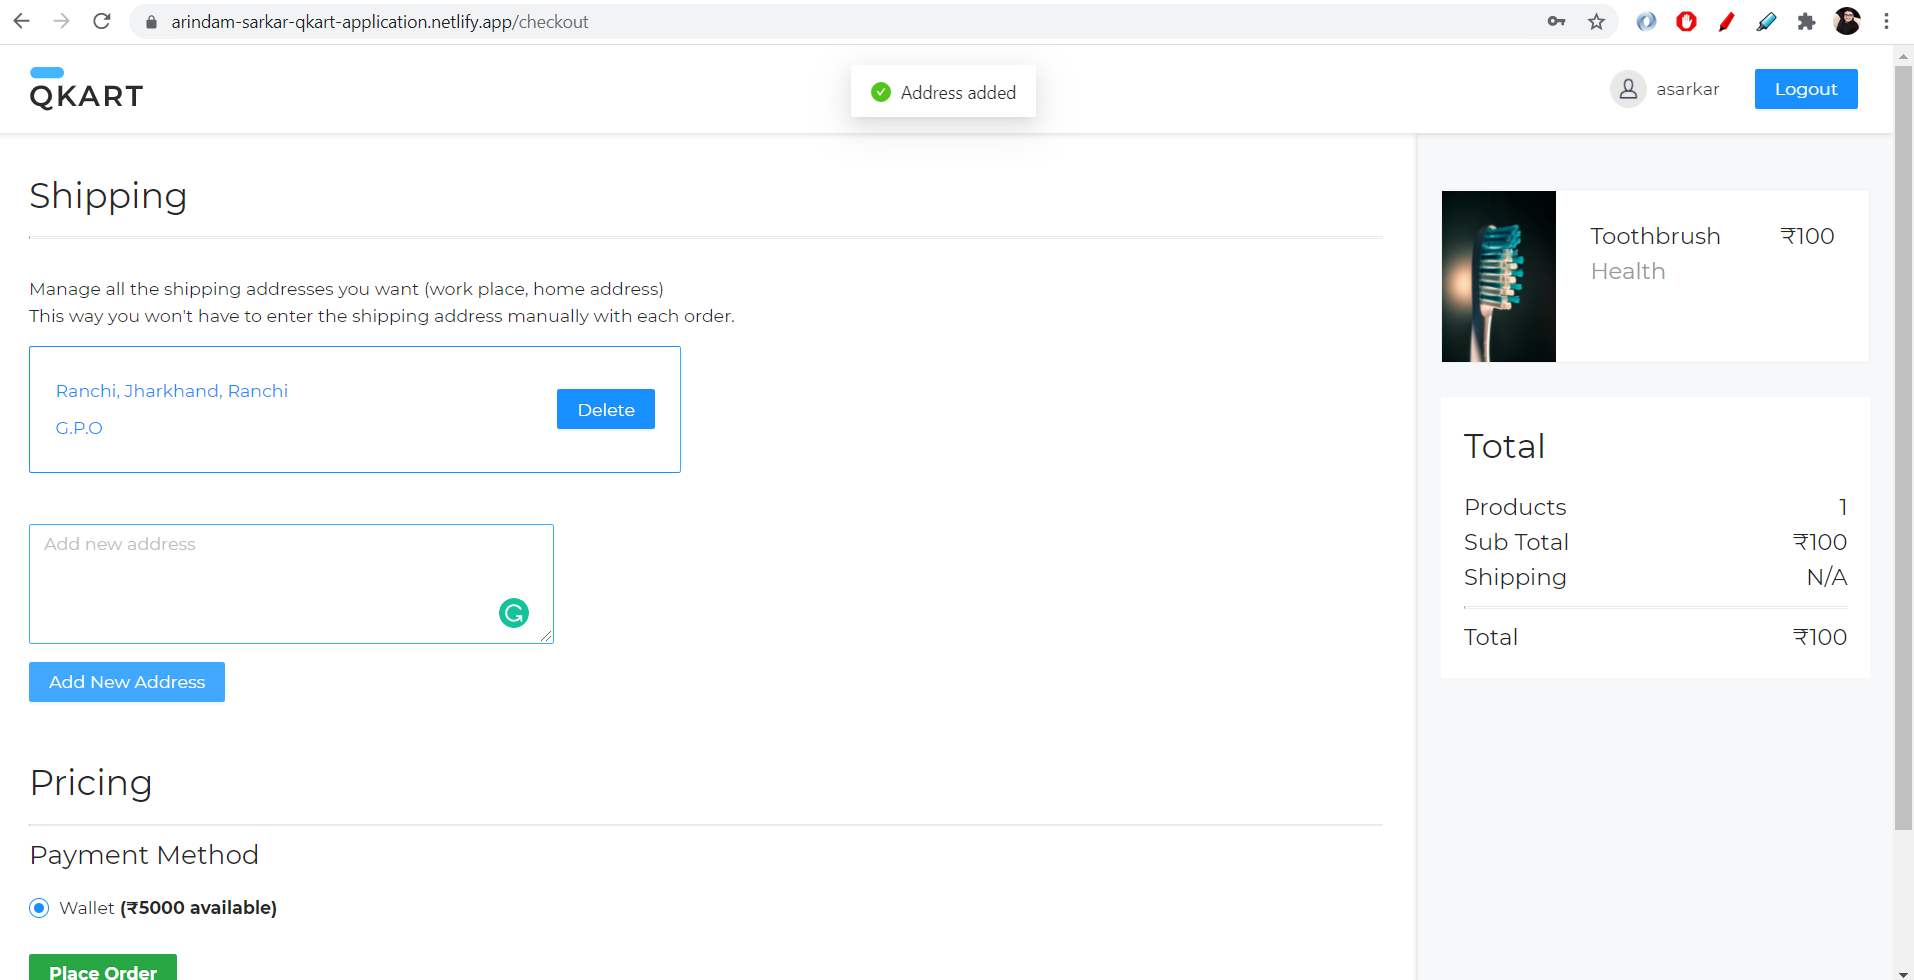 arindam-sarkar-qkart-application.netlify.app/checkout
QKART
Address added
asarkar
Logout
Shipping
Manage all the shipping addresses you want (work place, home address)
This way you won't have to enter the shipping address manually with each order.
Ranchi, Jharkhand, Ranchi
G.P.O
Delete
Add new address
Add New Address
Pricing
Payment Method
Wallet (₹5000 available)
Place Order
Toothbrush ₹100
Health
Total
Products 1
Sub Total ₹100
Shipping N/A
Total ₹100